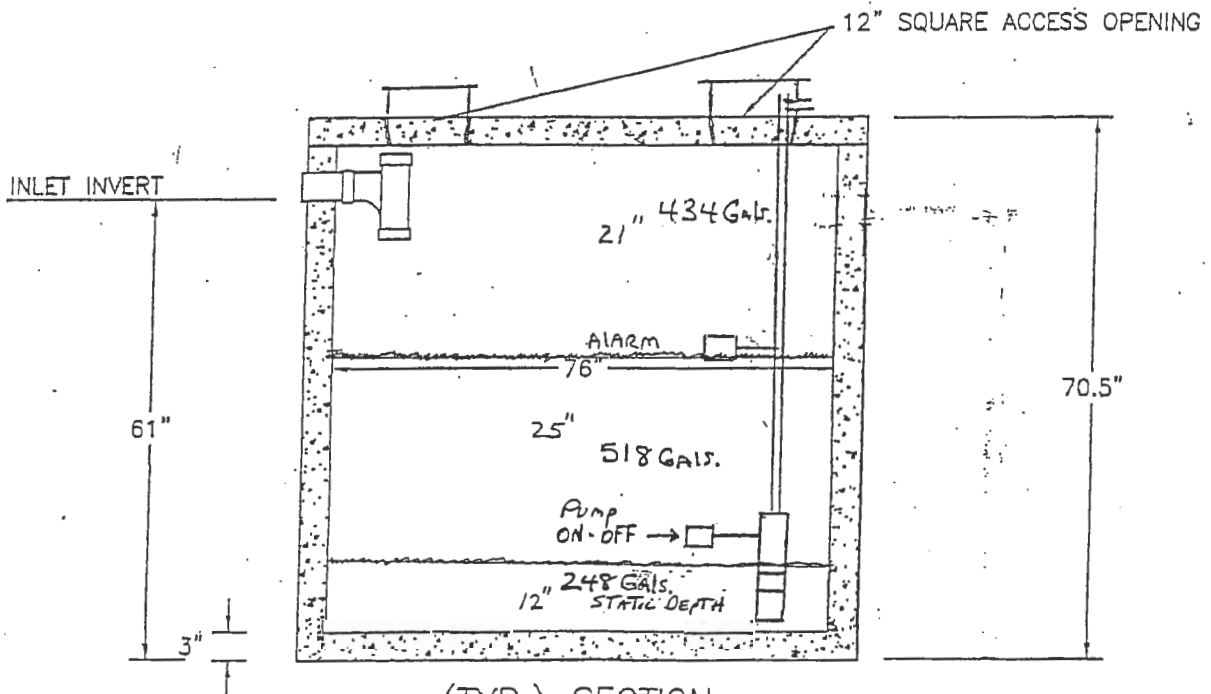 12" SQUARE ACCESS OPENING
INLET INVERT
21" 434 GALS.
ALARM
76"
70.5"
61"
25"
518 GALS.
PUMP
ON-OFF
248 GALS.
12" STATIC DEPTH
3"
(TYP.) SECTION